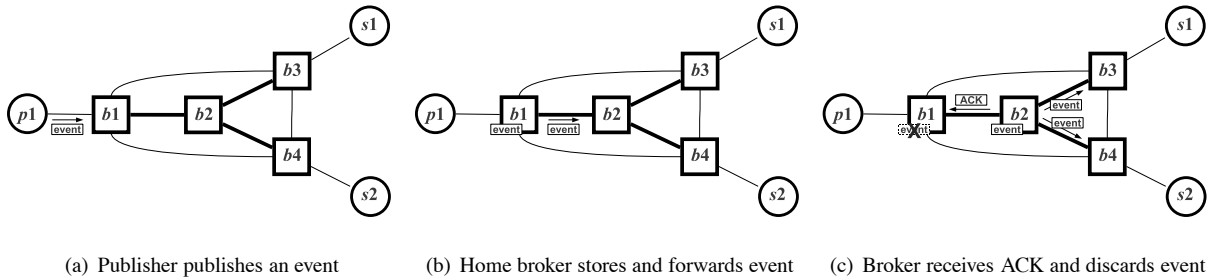 s1
b3
p1
b1
b2
event
b4
s2
(a) Publisher publishes an event
s1
b3
p1
b1
b2
event
event
b4
s2
(b) Home broker stores and forwards event
s1
b3
ACK
event
p1
b1
b2
event
event
event
b4
s2
(c) Broker receives ACK and discards event